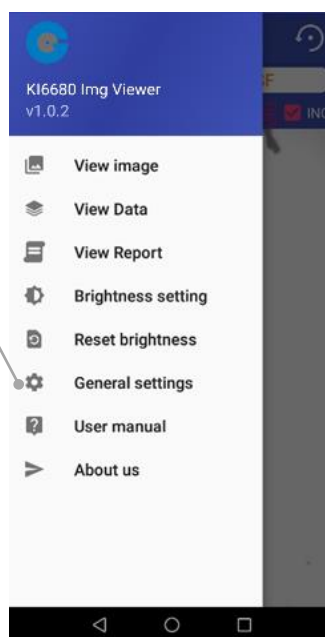 KI6680 Img Viewer
v1.0.2
View image
View Data
View Report
Brightness setting
Reset brightness
General settings
User manual
About us